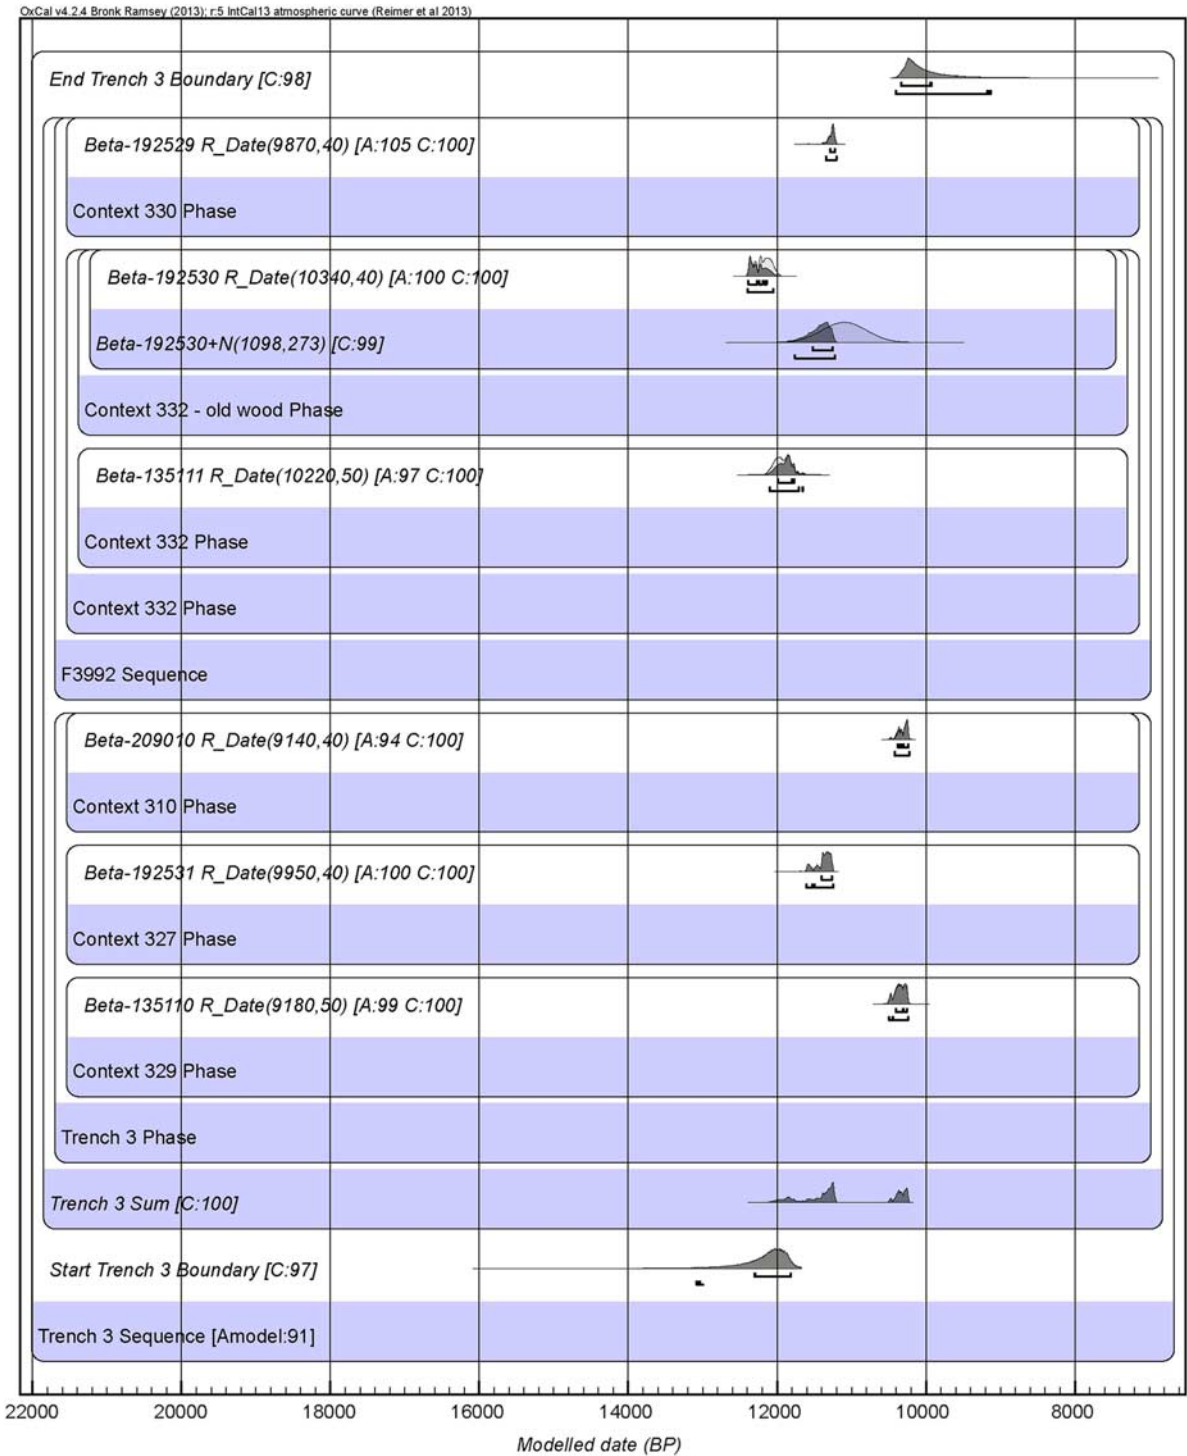 OxCal v4.2.4 Bronk Ramsey (2013); r:5 IntCal13 atmospheric curve (Reimer et al 2013)
End Trench 3 Boundary [C:98]
Beta-192529 R_Date(9870,40) [A:105 C:100]
Context 330 Phase
Beta-192530 R_Date(10340,40) [A:100 C:100]
Beta-192530+N(1098,273) [C:99]
Context 332 - old wood Phase
Beta-135111 R_Date(10220,50) [A:97 C:100]
Context 332 Phase
Context 332 Phase
F3992 Sequence
Beta-209010 R_Date(9140,40) [A:94 C:100]
Context 310 Phase
Beta-192531 R_Date(9950,40) [A:100 C:100]
Context 327 Phase
Beta-135110 R_Date(9180,50) [A:99 C:100]
Context 329 Phase
Trench 3 Phase
Trench 3 Sum [C:100]
Start Trench 3 Boundary [C:97]
Trench 3 Sequence [Amodel:91]
22000 20000 18000 16000 14000 12000 10000 8000
Modelled date (BP)